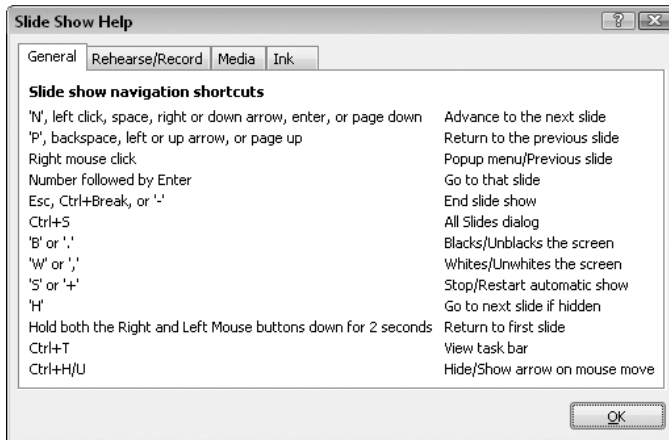 Slide Show Help
General Rehearse/Record Media Ink
Slide show navigation shortcuts
'N', left click, space, right or down arrow, enter, or page down Advance to the next slide
'P', backspace, left or up arrow, or page up Return to the previous slide
Right mouse click Popup menu/Previous slide
Number followed by Enter Go to that slide
Esc, Ctrl+Break, or '-' End slide show
Ctrl+S All Slides dialog
'B' or '.' Blacks/Unblacks the screen
'W' or ',' Whites/Unwhites the screen
'S' or '+' Stop/Restart automatic show
'H' Go to next slide if hidden
Hold both the Right and Left Mouse buttons down for 2 seconds Return to first slide
Ctrl+T View task bar
Ctrl+H/U Hide/Show arrow on mouse move
OK